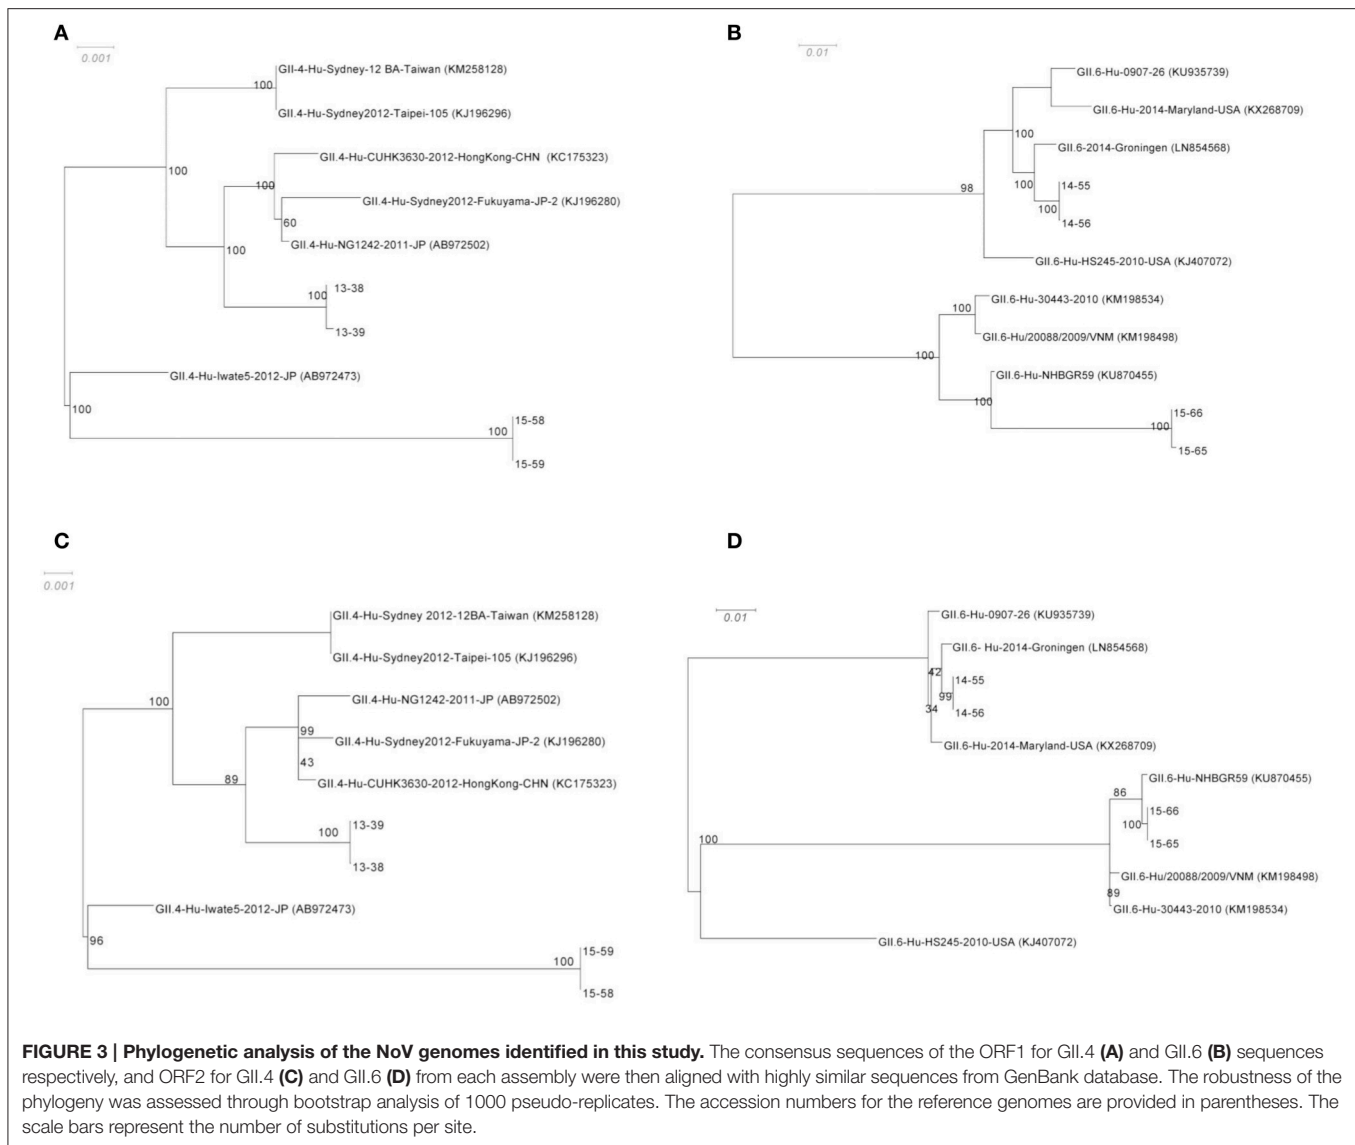 A
0.001
GII-4-Hu-Sydney-12 BA-Taiwan (KM258128)
100
GII.4-Hu-Sydney2012-Taipei-105 (KJ196296)
GII.4-Hu-CUHK3630-2012-HongKong-CHN (KC175323)
100
100
GII.4-Hu-Sydney2012-Fukuyama-JP-2 (KJ196280)
60
GII.4-Hu-NG1242-2011-JP (AB972502)
100
13-38
100
13-39
GII.4-Hu-Iwate5-2012-JP (AB972473)
100
15-58
100
15-59
B
0.01
GII.6-Hu-0907-26 (KU935739)
GII.6-Hu-2014-Maryland-USA (KX268709)
100
GII.6-2014-Groningen (LN854568)
100
14-55
98
100
14-56
GII.6-Hu-HS245-2010-USA (KJ407072)
GII.6-Hu-30443-2010 (KM198534)
100
GII.6-Hu/20088/2009/VNM (KM198498)
100
GII.6-Hu-NHBGR59 (KU870455)
100
15-66
100
15-65
C
0.001
GII.4-Hu-Sydney 2012-12BA-Taiwan (KM258128)
GII.4-Hu-Sydney2012-Taipei-105 (KJ196296)
100
GII.4-Hu-NG1242-2011-JP (AB972502)
99
GII.4-Hu-Sydney2012-Fukuyama-JP-2 (KJ196280)
43
89
GII.4-Hu-CUHK3630-2012-HongKong-CHN (KC175323)
13-39
100
13-38
GII.4-Hu-Iwate5-2012-JP (AB972473)
96
15-59
100
15-58
D
0.01
GII.6-Hu-0907-26 (KU935739)
GII.6- Hu-2014-Groningen (LN854568)
42
14-55
99
34
14-56
GII.6-Hu-2014-Maryland-USA (KX268709)
GII.6-Hu-NHBGR59 (KU870455)
86
15-66
100
15-65
100
GII.6-Hu/20088/2009/VNM (KM198498)
89
GII.6-Hu-30443-2010 (KM198534)
GII.6-Hu-HS245-2010-USA (KJ407072)
FIGURE 3 | Phylogenetic analysis of the NoV genomes identified in this study. The consensus sequences of the ORF1 for GII.4 (A) and GII.6 (B) sequences
respectively, and ORF2 for GII.4 (C) and GII.6 (D) from each assembly were then aligned with highly similar sequences from GenBank database. The robustness of the
phylogeny was assessed through bootstrap analysis of 1000 pseudo-replicates. The accession numbers for the reference genomes are provided in parentheses. The
scale bars represent the number of substitutions per site.